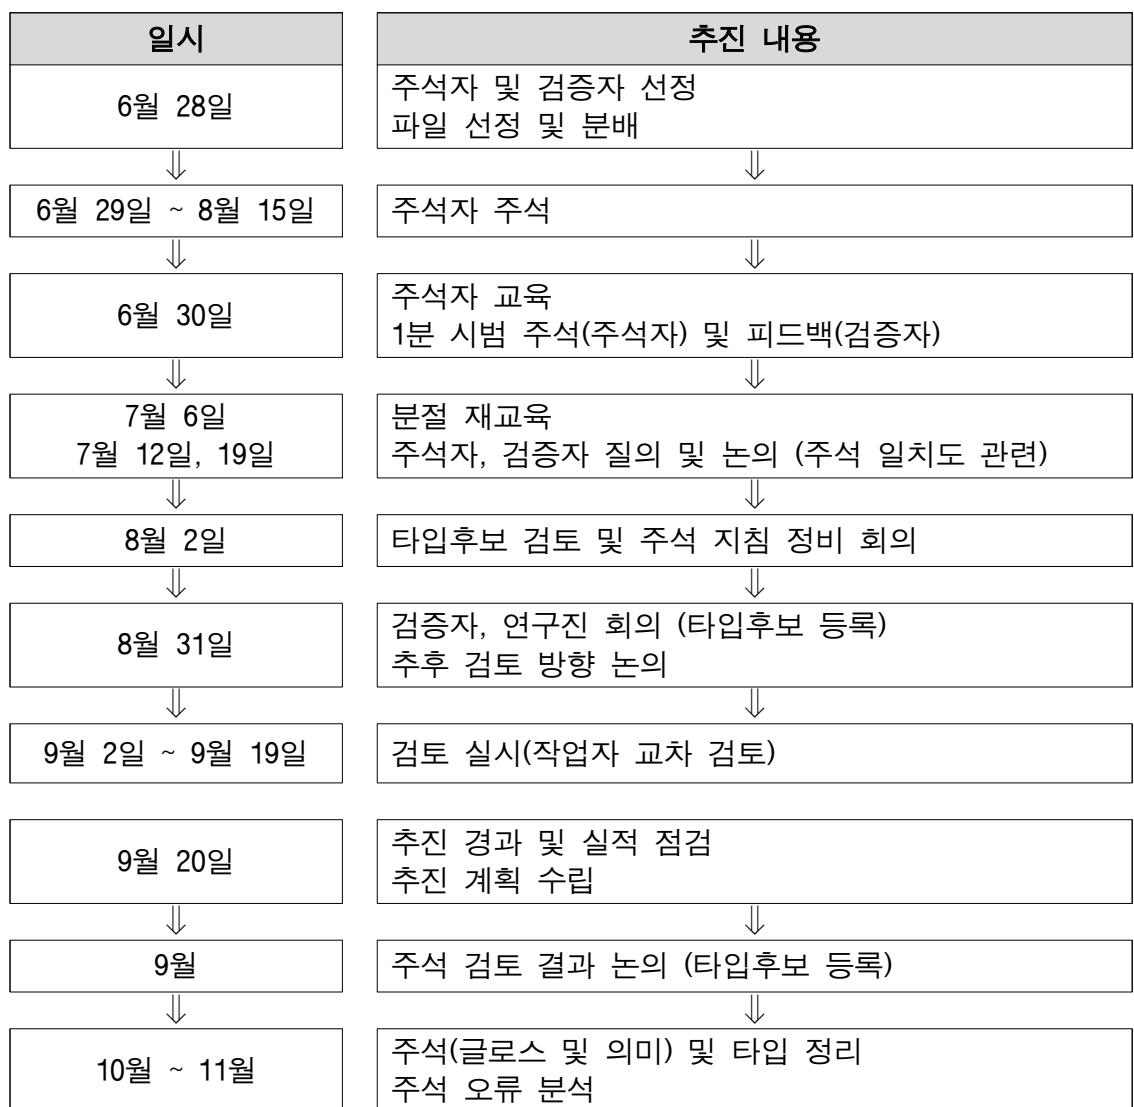 일시
추진 내용
6월 28일
주석자 및 검증자 선정
파일 선정 및 분배
⇓
⇓
6월 29일 ~ 8월 15일
주석자 주석
⇓
⇓
6월 30일
주석자 교육
1분 시범 주석(주석자) 및 피드백(검증자)
⇓
⇓
7월 6일
7월 12일, 19일
분절 재교육
주석자, 검증자 질의 및 논의 (주석 일치도 관련)
⇓
⇓
8월 2일
타입후보 검토 및 주석 지침 정비 회의
⇓
⇓
8월 31일
검증자, 연구진 회의 (타입후보 등록)
추후 검토 방향 논의
⇓
⇓
9월 2일 ~ 9월 19일
검토 실시(작업자 교차 검토)
9월 20일
추진 경과 및 실적 점검
추진 계획 수립
⇓
⇓
9월
주석 검토 결과 논의 (타입후보 등록)
⇓
⇓
10월 ~ 11월
주석(글로스 및 의미) 및 타입 정리
주석 오류 분석